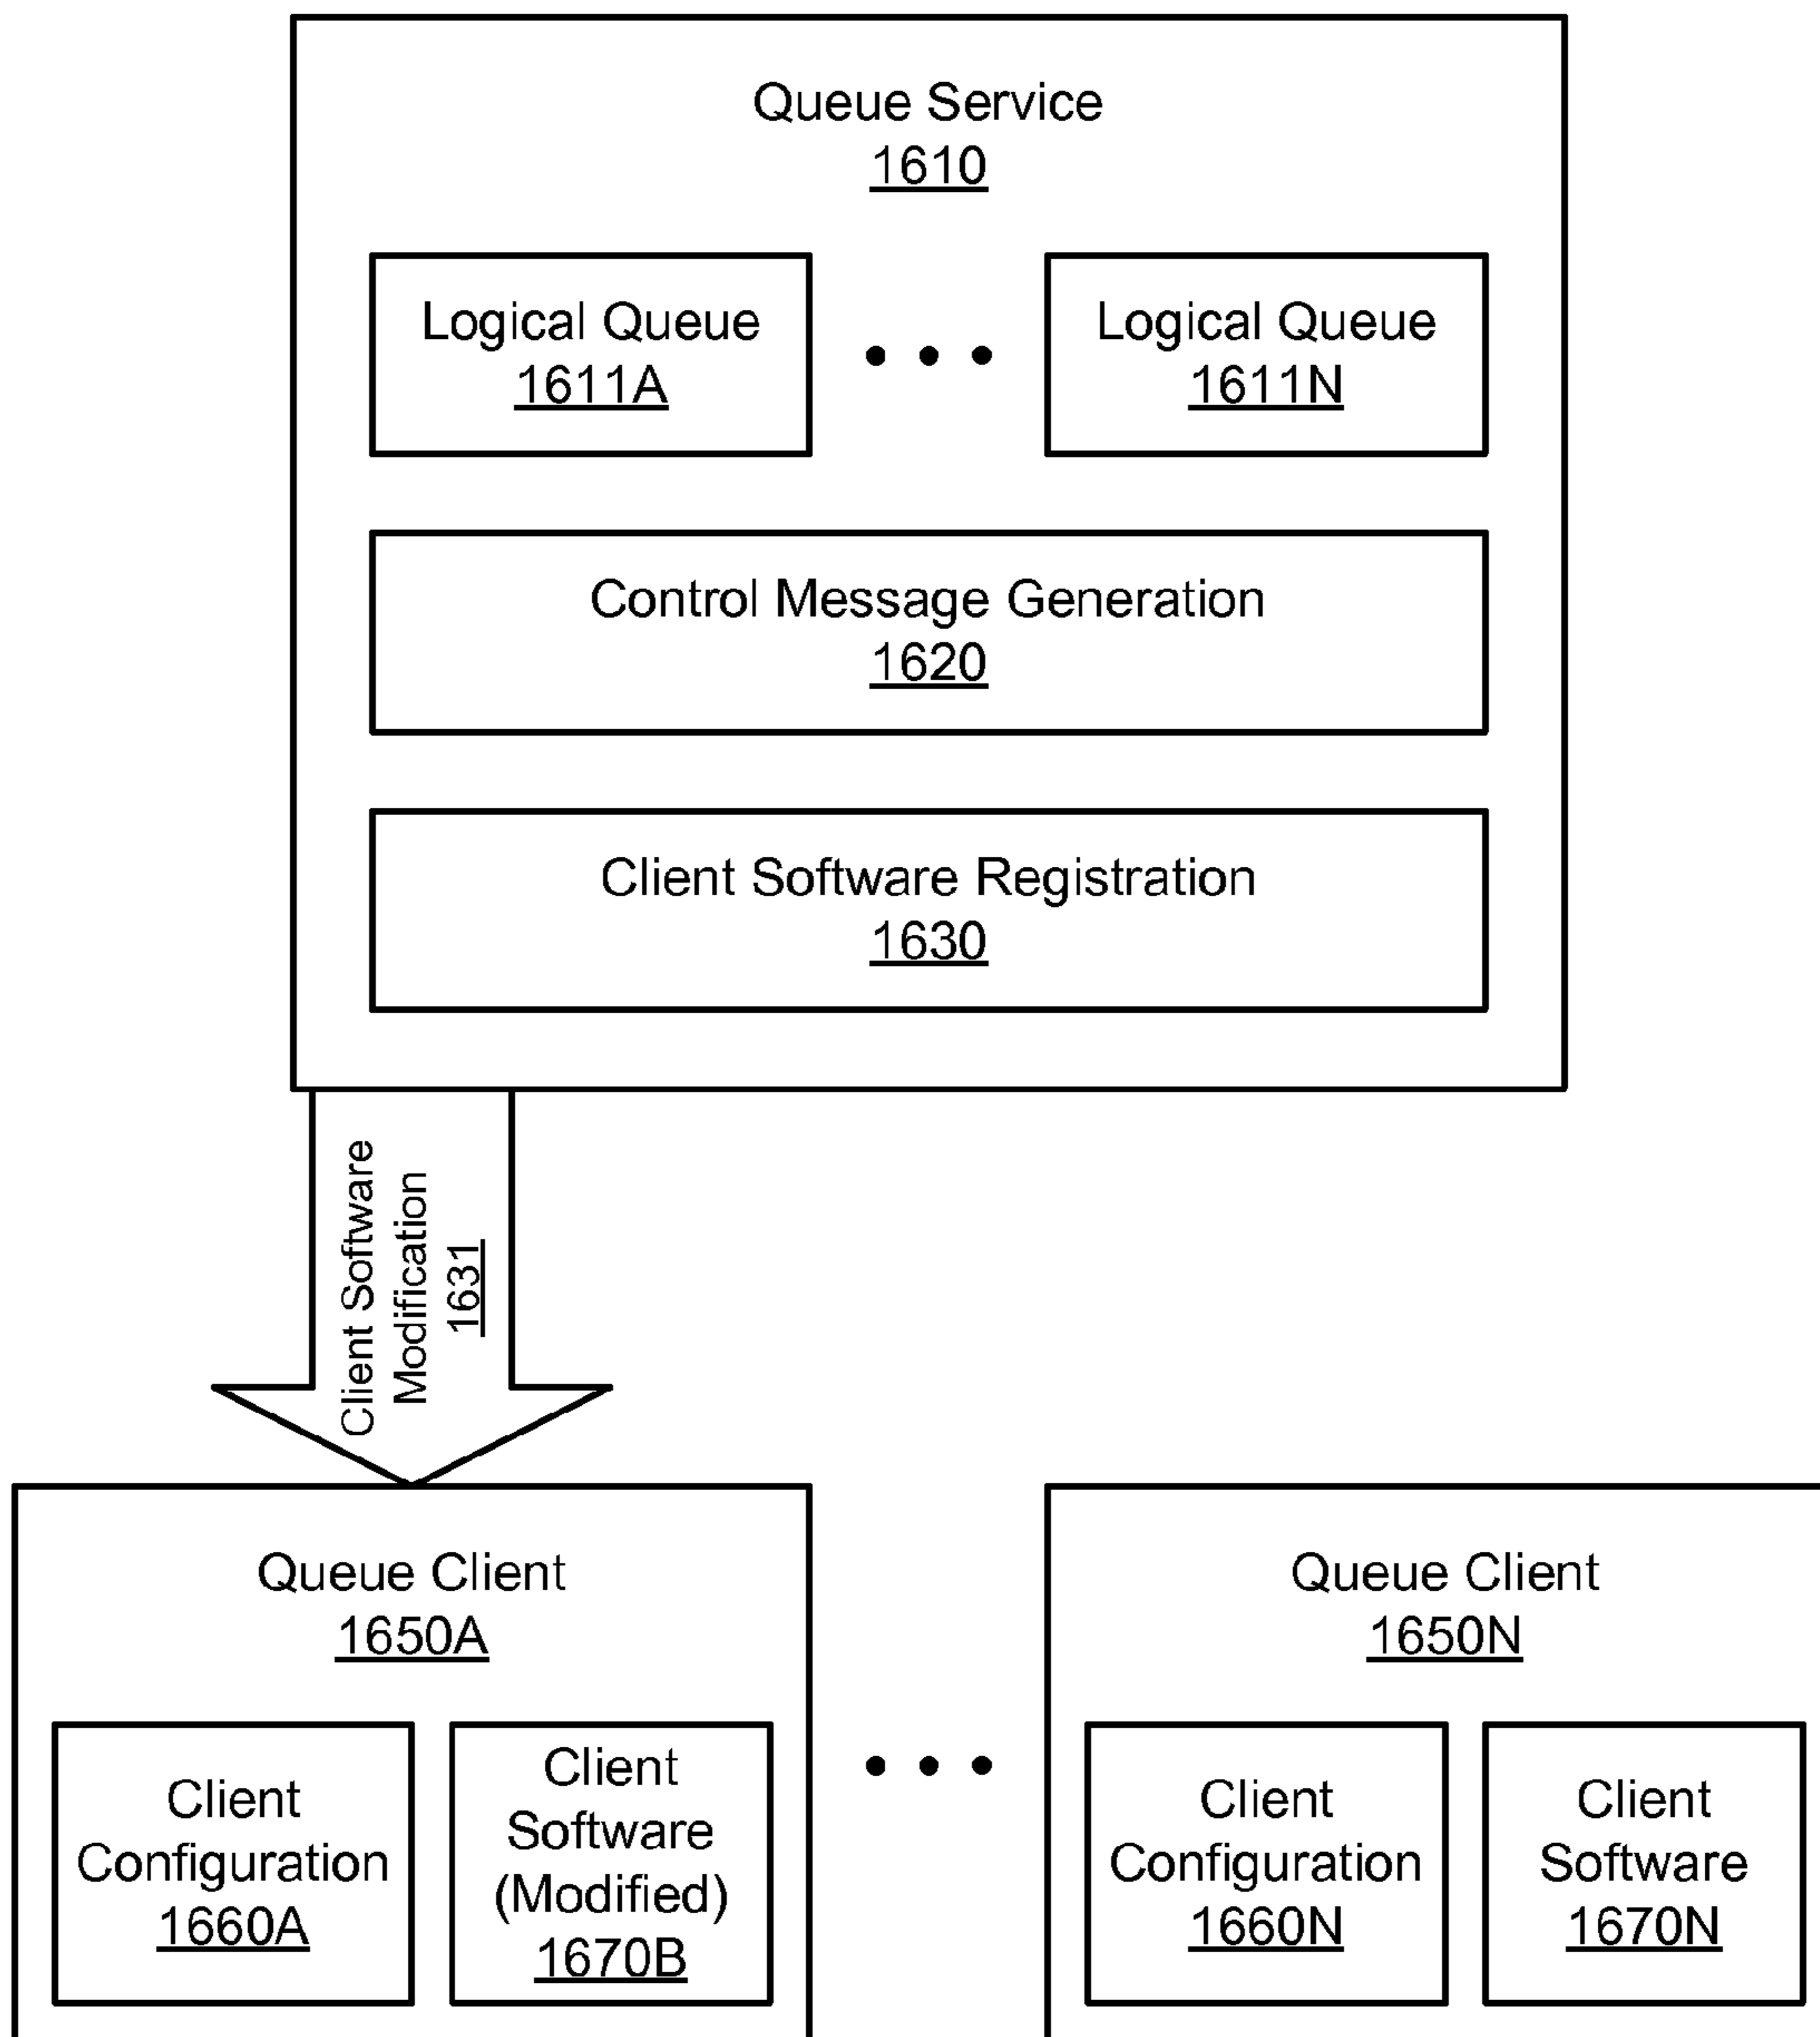 Queue Service
1610
Logical Queue
1611A
Logical Queue
1611N
Control Message Generation
1620
Client Software Registration
1630
Client Software
Modification
1631
Queue Client
1650A
Client
Configuration
1660A
Client
Software
(Modified)
1670B
Queue Client
1650N
Client
Configuration
1660N
Client
Software
1670N